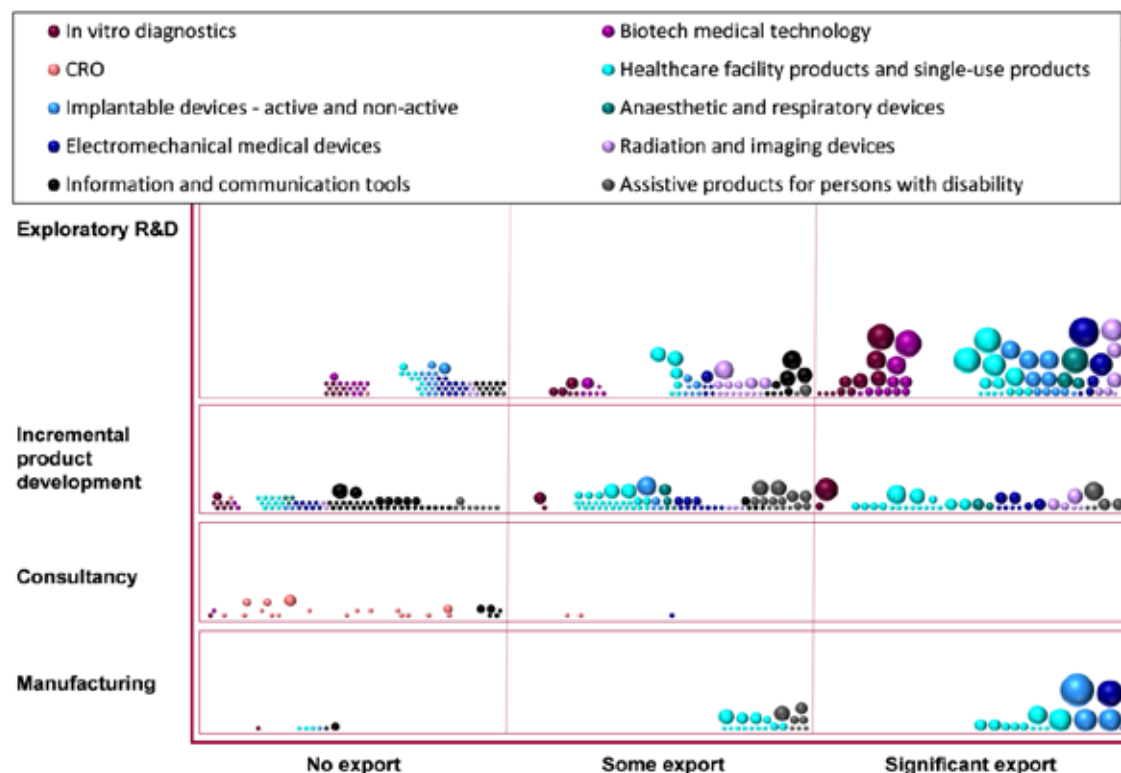 In vitro diagnostics
Biotech medical technology
CRO
Healthcare facility products and single-use products
Implantable devices - active and non-active
Anaesthetic and respiratory devices
Electromechanical medical devices
Radiation and imaging devices
Information and communication tools
Assistive products for persons with disability
Exploratory R&D
Incremental
product
development
Consultancy
Manufacturing
No export
Some export
Significant export